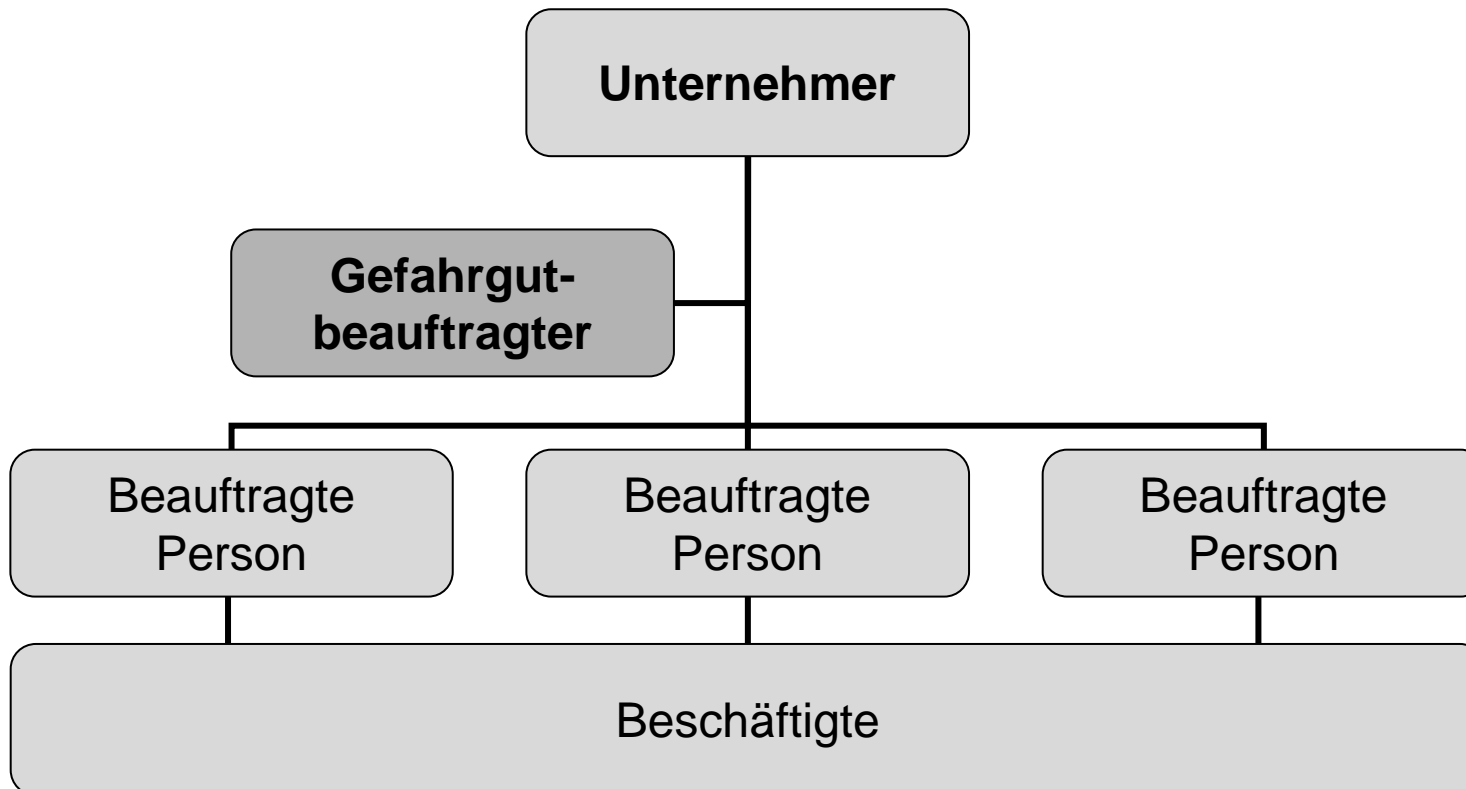 Unternehmer
Gefahrgut-
beauftragter
Beauftragte
Person
Beauftragte
Person
Beauftragte
Person
Beschäftigte